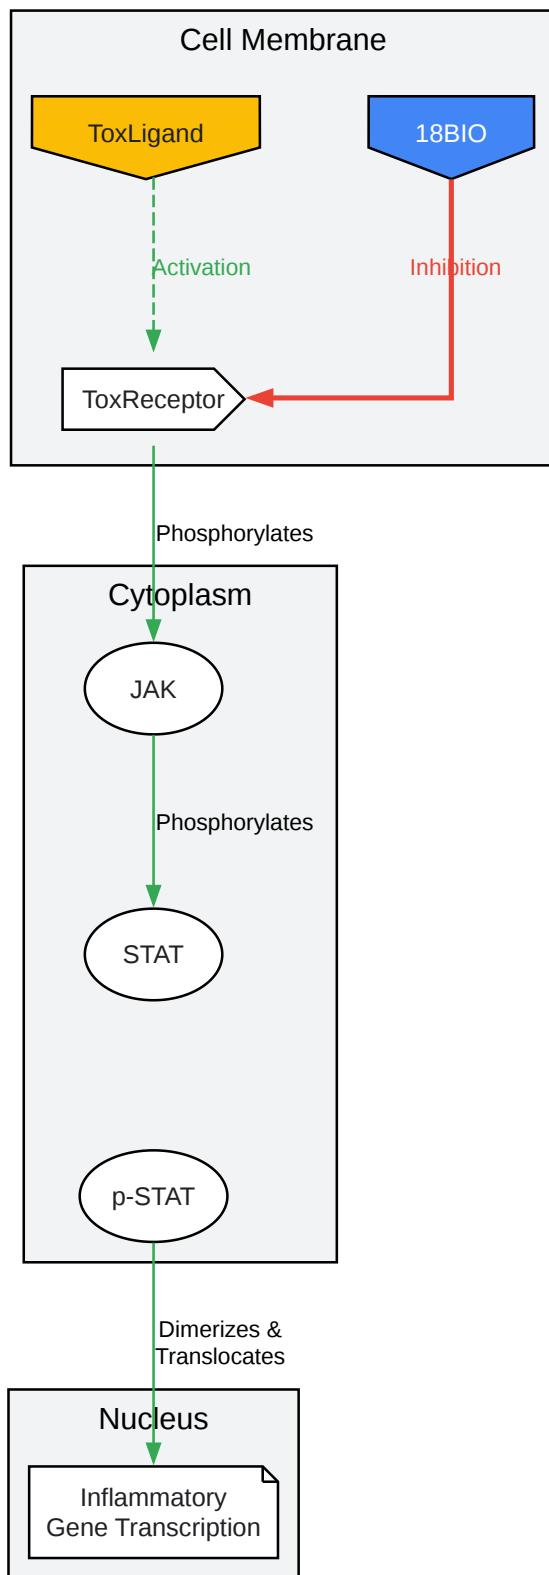 Cell Membrane
ToxLigand
18BIO
Activation
Inhibition
ToxReceptor
Phosphorylates
Cytoplasm
JAK
Phosphorylates
STAT
p-STAT
Dimerizes &
Translocates
Nucleus
Inflammatory
Gene Transcription